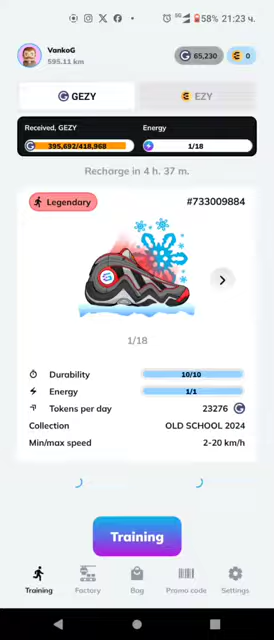 58% 21:23 ч.
VankoG
595.11 km
65,230
0
GEZY
EZY
Received, GEZY
Energy
395,692/418,968
1/18
Recharge in 4 h. 37 m.
Legendary
#733009884
1/18
Durability
10/10
Energy
1/1
Tokens per day
23276
Collection
OLD SCHOOL 2024
Min/max speed
2-20 km/h
Training
Training
Factory
Bag
Promo code
Settings